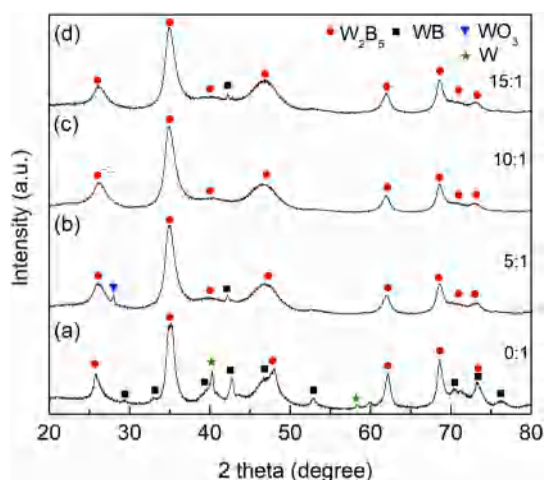 (d)
W2B5
WB
WO3
W
15:1
(c)
10:1
(b)
5:1
(a)
0:1
Intensity (a.u.)
20 30 40 50 60 70 80
2 theta (degree)